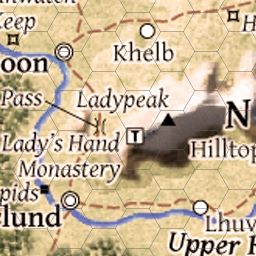 Keep
Khelb
oon
Pass
Ladypeak
N
T
Lady's Hand
Monastery
Hilltop
pids
lund
Lhuv
Upper